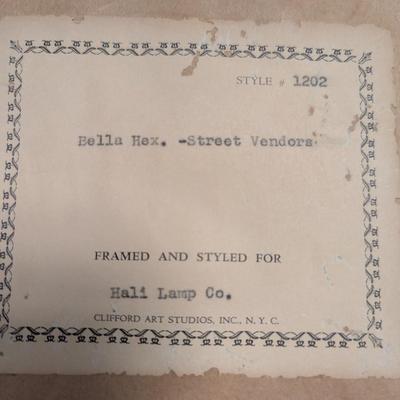 STYLE # 1202
Bella Hex. -Street Vendors
FRAMED AND STYLED FOR
Hali Lamp Co.
CLIFFORD ART STUDIOS, INC., N. Y. C.